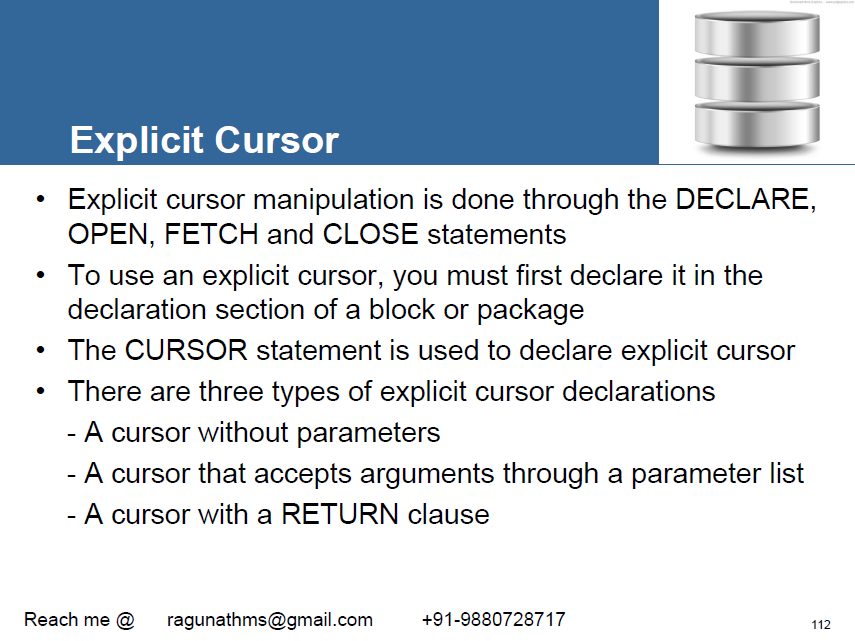 Explicit Cursor
• Explicit cursor manipulation is done through the DECLARE,
OPEN, FETCH and CLOSE statements
• To use an explicit cursor, you must first declare it in the
declaration section of a block or package
• The CURSOR statement is used to declare explicit cursor
• There are three types of explicit cursor declarations
- A cursor without parameters
- A cursor that accepts arguments through a parameter list
- A cursor with a RETURN clause
Reach me @ ragunathms@gmail.com +91-9880728717
112